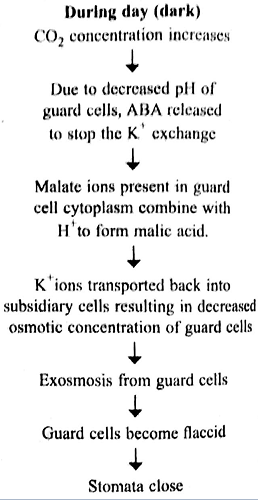 During day (dark)
CO₂ concentration increases
Due to decreased pH of
guard cells, ABA released
to stop the K⁺ exchange
Malate ions present in guard
cell cytoplasm combine with
H⁺to form malic acid.
K⁺ions transported back into
subsidiary cells resulting in decreased
osmotic concentration of guard cells
Exosmosis from guard cells
Guard cells become flaccid
Stomata close